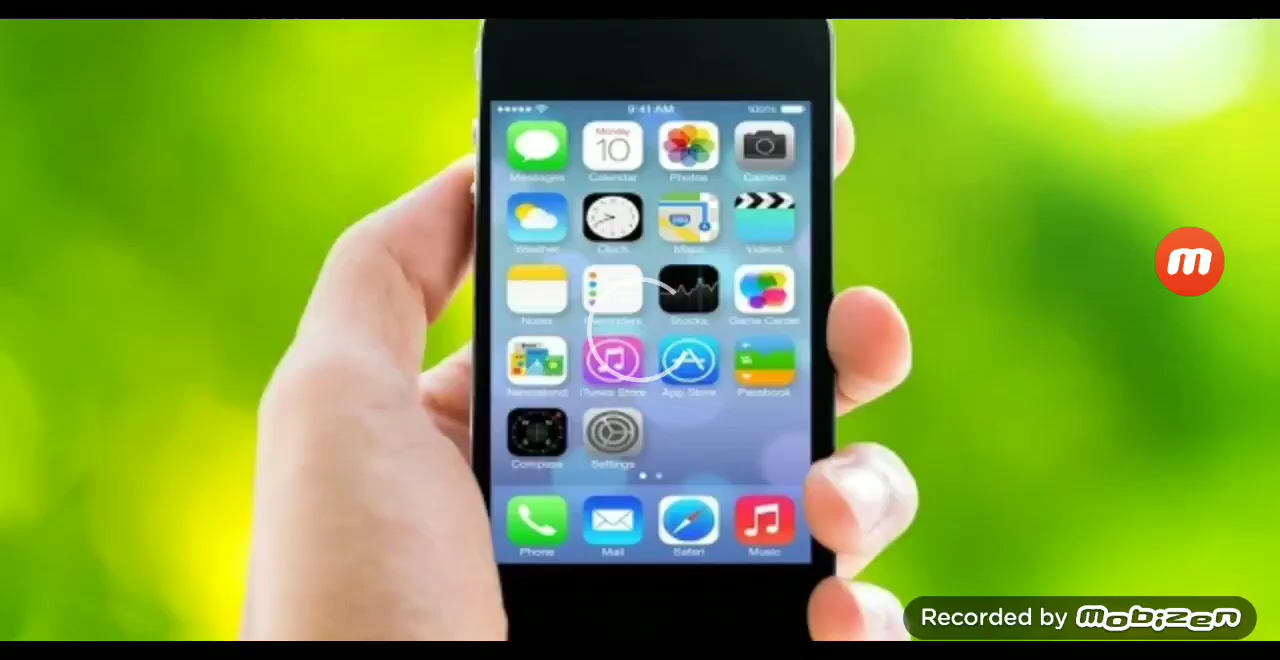 9:41 AM 100%
Monday
10
Messages Calendar Photos Camera
Weather Clock Maps Videos
Notes Reminders Stocks Game Center
Newsstand iTunes Store App Store Passbook
Compass Settings
Phone Mail Safari Music
m
Recorded by mobizen